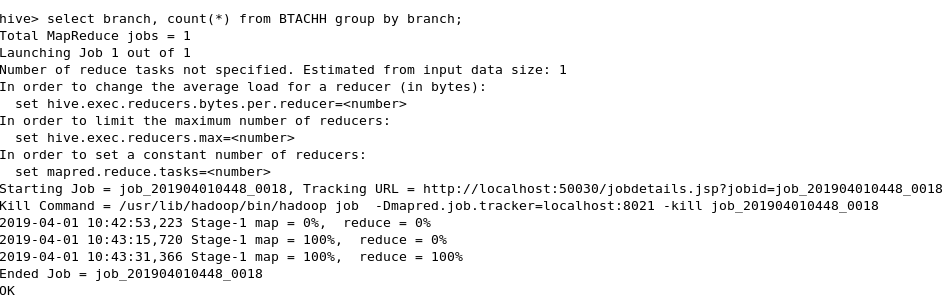 hive> select branch, count(*) from BTACHH group by branch;
Total MapReduce jobs = 1
Launching Job 1 out of 1
Number of reduce tasks not specified. Estimated from input data size: 1
In order to change the average load for a reducer (in bytes):
  set hive.exec.reducers.bytes.per.reducer=<number>
In order to limit the maximum number of reducers:
  set hive.exec.reducers.max=<number>
In order to set a constant number of reducers:
  set mapred.reduce.tasks=<number>
Starting Job = job_201904010448_0018, Tracking URL = http://localhost:50030/jobdetails.jsp?jobid=job_201904010448_0018
Kill Command = /usr/lib/hadoop/bin/hadoop job  -Dmapred.job.tracker=localhost:8021 -kill job_201904010448_0018
2019-04-01 10:42:53,223 Stage-1 map = 0%,  reduce = 0%
2019-04-01 10:43:15,720 Stage-1 map = 100%,  reduce = 0%
2019-04-01 10:43:31,366 Stage-1 map = 100%,  reduce = 100%
Ended Job = job_201904010448_0018
OK